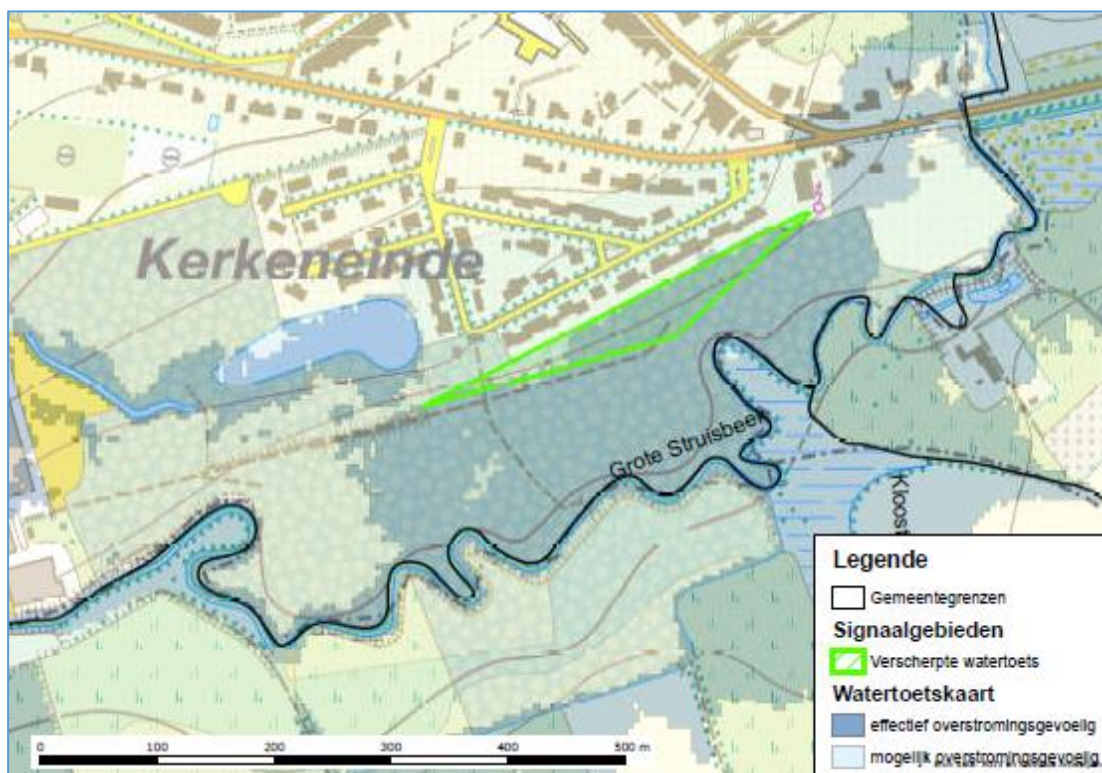 Kerkeneinde
Grote Struisbeek
Kloost
Legende
Gemeentegrenzen
Signaalgebieden
Verscherpte watertoets
Watertoetskaart
effectief overstromingsgevoelig
mogelijk overstromingsgevoelig
0 100 200 300 400 500 m